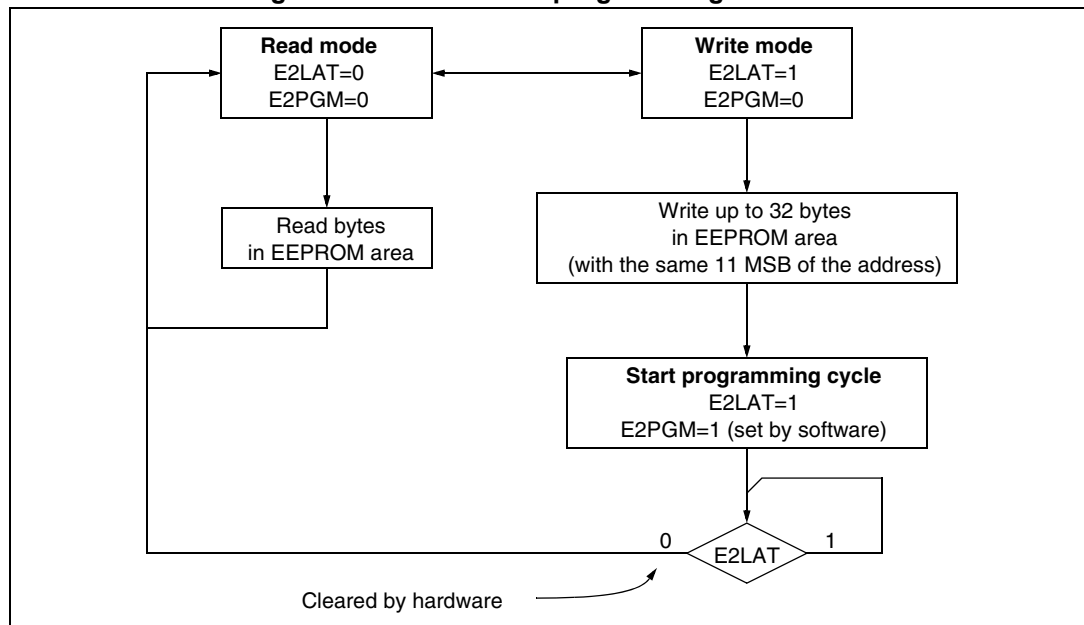 Read mode
E2LAT=0
E2PGM=0
Write mode
E2LAT=1
E2PGM=0
Read bytes
in EEPROM area
Write up to 32 bytes
in EEPROM area
(with the same 11 MSB of the address)
Start programming cycle
E2LAT=1
E2PGM=1 (set by software)
0
E2LAT
1
Cleared by hardware